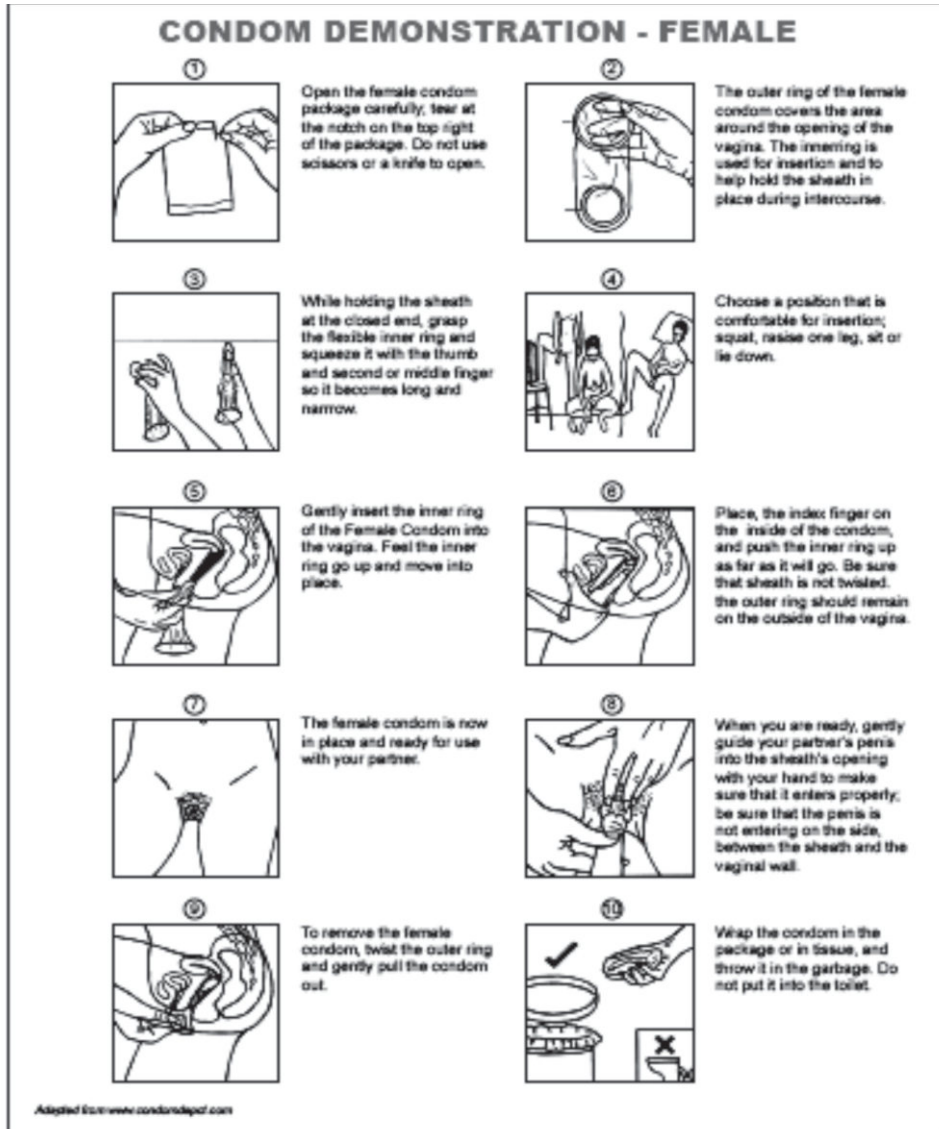 CONDOM DEMONSTRATION - FEMALE
1
Open the female condom
package carefully; tear at
the notch on the top right
of the package. Do not use
scissors or a knife to open.
2
The outer ring of the female
condom covers the area
around the opening of the
vagina. The innerring is
used for insertion and to
help hold the sheath in
place during intercourse.
3
While holding the sheath
at the closed end, grasp
the flexible inner ring and
squeeze it with the thumb
and second or middle finger
so it becomes long and
narrrow.
4
Choose a position that is
comfortable for insertion;
squat, rasise one leg, sit or
lie down.
5
Gently insert the inner ring
of the Female Condom into
the vagina. Feel the inner
ring go up and move into
place.
6
Place, the index finger on
the inside of the condom,
and push the inner ring up
as far as it will go. Be sure
that sheath is not twisted.
the outer ring should remain
on the outside of the vagina.
7
The female condom is now
in place and ready for use
with your partner.
8
When you are ready, gently
guide your partner's penis
into the sheath's opening
with your hand to make
sure that it enters properly;
be sure that the penis is
not entering on the side,
between the sheath and the
vaginal wall.
9
To remove the female
condom, twist the outer ring
and gently pull the condom
out.
10
Wrap the condom in the
package or in tissue, and
throw it in the garbage. Do
not put it into the toilet.
Adapted from www.condomdepot.com